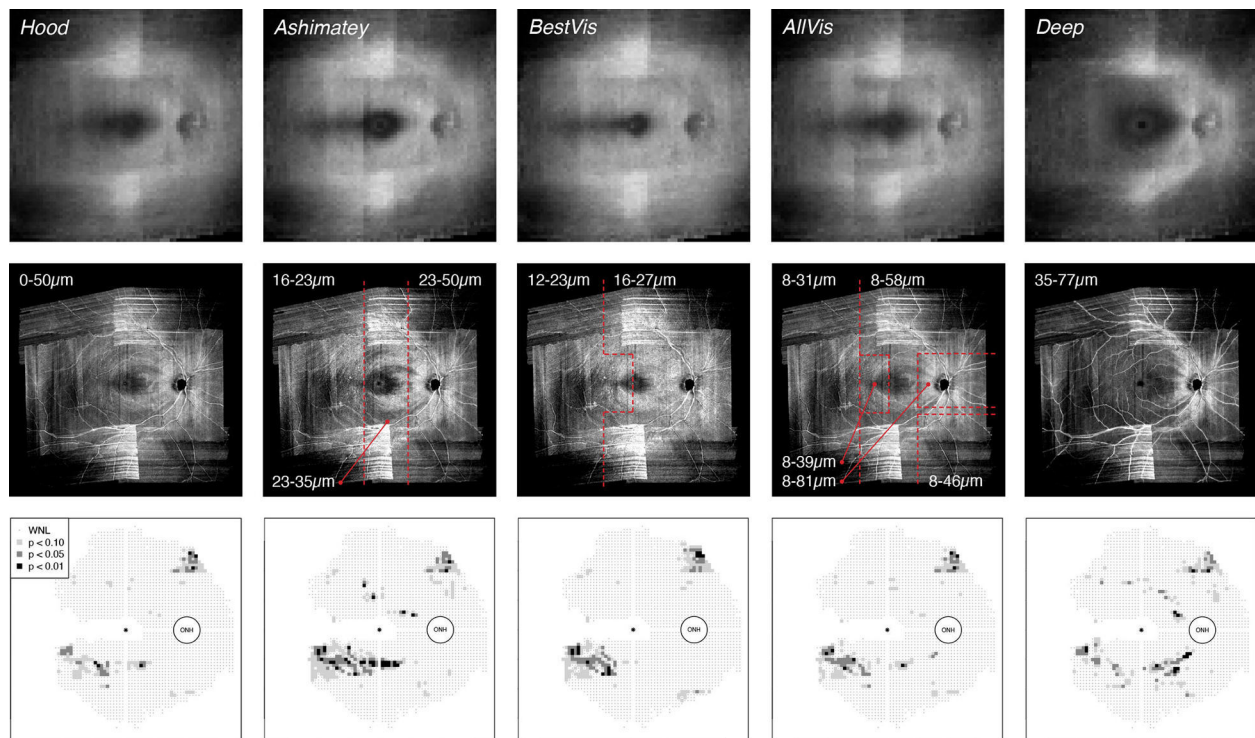 Hood
Ashimatey
BestVis
AllVis
Deep
0-50µm
16-23µm
23-50µm
23-35µm
12-23µm
16-27µm
8-31µm
8-58µm
8-39µm
8-81µm
8-46µm
35-77µm
WNL
p < 0.10
p < 0.05
p < 0.01
ONH
ONH
ONH
ONH
ONH